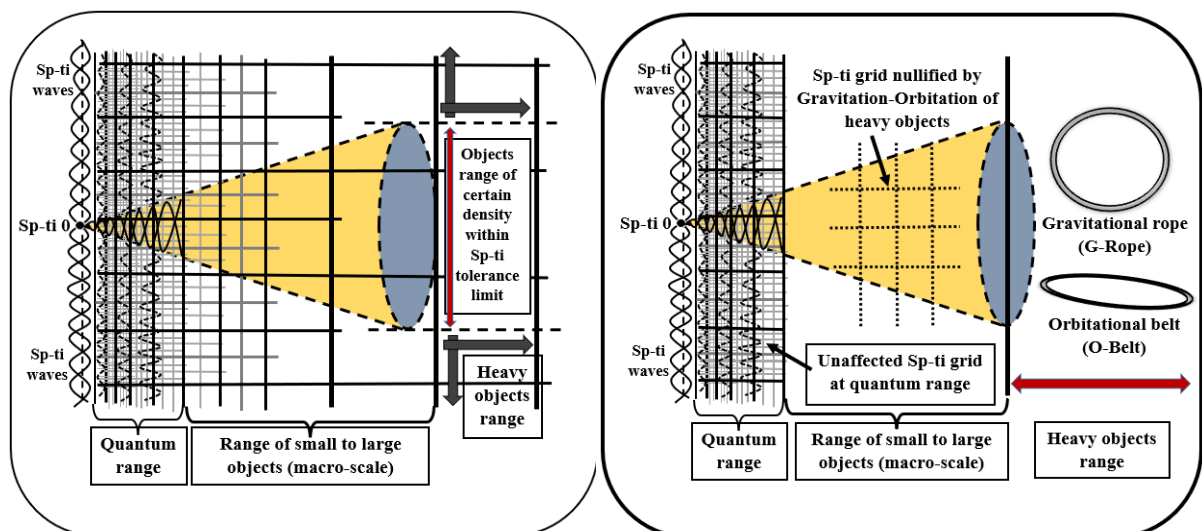 Sp-ti
waves
Sp-ti 0
Sp-ti
waves
Objects
range of
certain
density
within
Sp-ti
tolerance
limit
Heavy
objects
range
Quantum
range
Range of small to large
objects (macro-scale)
Sp-ti
waves
Sp-ti 0
Sp-ti
waves
Sp-ti grid nullified by
Gravitation-Orbitation of
heavy objects
Gravitational rope
(G-Rope)
Orbitational belt
(O-Belt)
Unaffected Sp-ti grid
at quantum range
Quantum
range
Range of small to large
objects (macro-scale)
Heavy objects
range